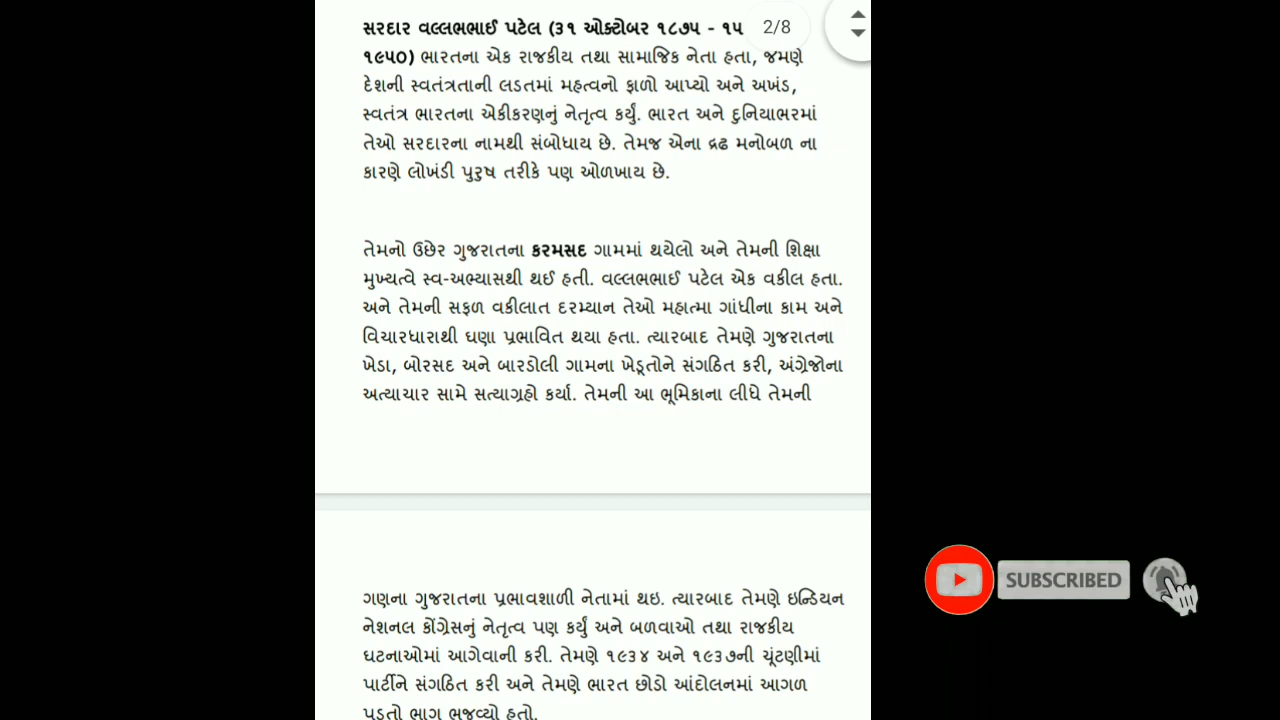 સરદાર વલ્લભભાઈ પટેલ (૩૧ ઓક્ટોબર ૧૮૭૫ - ૧૫
2/8
૧૯૫૦) ભારતના એક રાજકીય તથા સામાજિક નેતા હતા, જમણે
દેશની સ્વતંત્રતાની લડતમાં મહત્વનો ફાળો આપ્યો અને અખંડ,
સ્વતંત્ર ભારતના એકીકરણનું નેતૃત્વ કર્યું. ભારત અને દુનિયાભરમાં
તેઓ સરદારના નામથી સંબોધાય છે. તેમજ એના દ્રઢ મનોબળ ના
કારણે લોખંડી પુરુષ તરીકે પણ ઓળખાય છે.
તેમનો ઉછેર ગુજરાતના કરમસદ ગામમાં થયેલો અને તેમની શિક્ષા
મુખ્યત્વે સ્વ-અભ્યાસથી થઈ હતી. વલ્લભભાઈ પટેલ એક વકીલ હતા.
અને તેમની સફળ વકીલાત દરમ્યાન તેઓ મહાત્મા ગાંધીના કામ અને
વિચારધારાથી ઘણા પ્રભાવિત થયા હતા. ત્યારબાદ તેમણે ગુજરાતના
ખેડા, બોરસદ અને બારડોલી ગામના ખેડૂતોને સંગઠિત કરી, અંગ્રેજોના
અત્યાચાર સામે સત્યાગ્રહો કર્યા. તેમની આ ભૂમિકાના લીધે તેમની
ગણના ગુજરાતના પ્રભાવશાળી નેતામાં થઇ. ત્યારબાદ તેમણે ઇન્ડિયન
નેશનલ કોંગ્રેસનું નેતૃત્વ પણ કર્યું અને બળવાઓ તથા રાજકીય
ઘટનાઓમાં આગેવાની કરી. તેમણે ૧૯૩૪ અને ૧૯૩૭ની ચૂંટણીમાં
પાર્ટીને સંગઠિત કરી અને તેમણે ભારત છોડો આંદોલનમાં આગળ
પડતો ભાગ ભજવ્યો હતો.
SUBSCRIBED